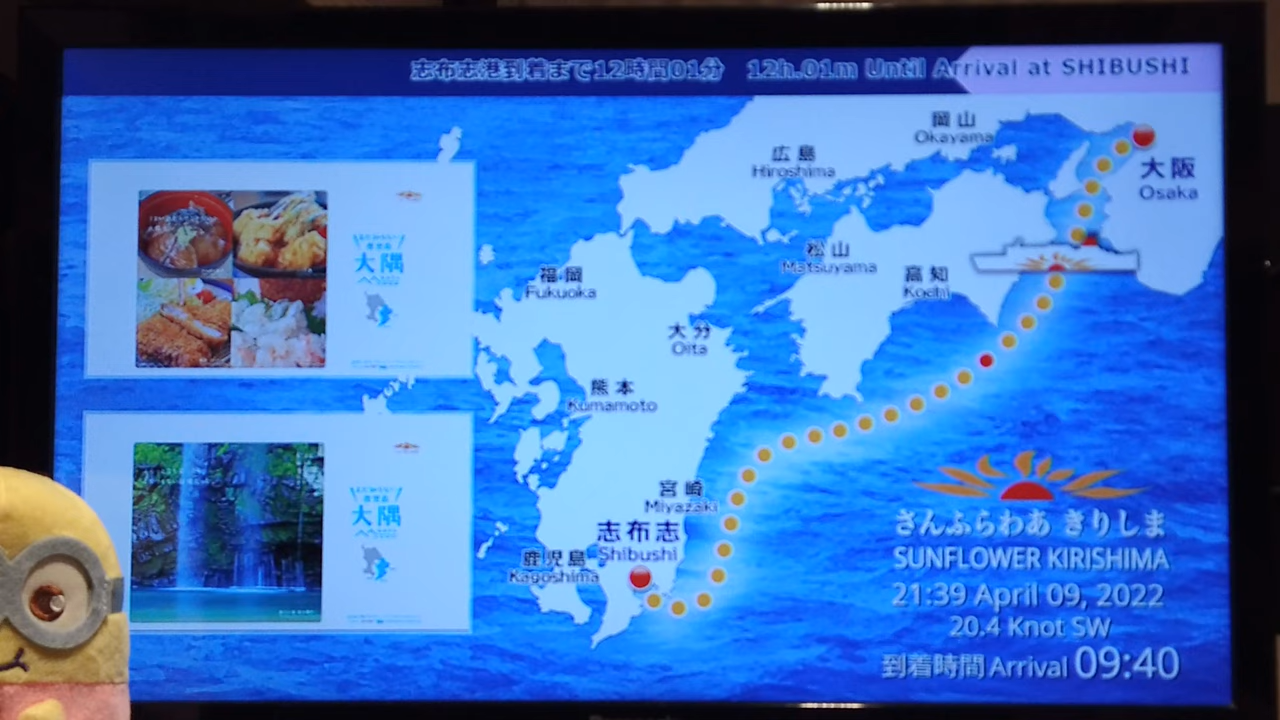 志布志港到着まで12時間01分 12h.01m Until Arrival at SHIBUSHI
岡山
Okayama
広島
Hiroshima
大阪
Osaka
松山
Matsuyama
高知
Kochi
福岡
Fukuoka
大分
Oita
熊本
Kumamoto
宮崎
Miyazaki
志布志
Shibushi
鹿児島
Kagoshima
大隅
大隅
さんふらわあ きりしま
SUNFLOWER KIRISHIMA
21:39 April 09, 2022
20.4 Knot SW
到着時間 Arrival 09:40